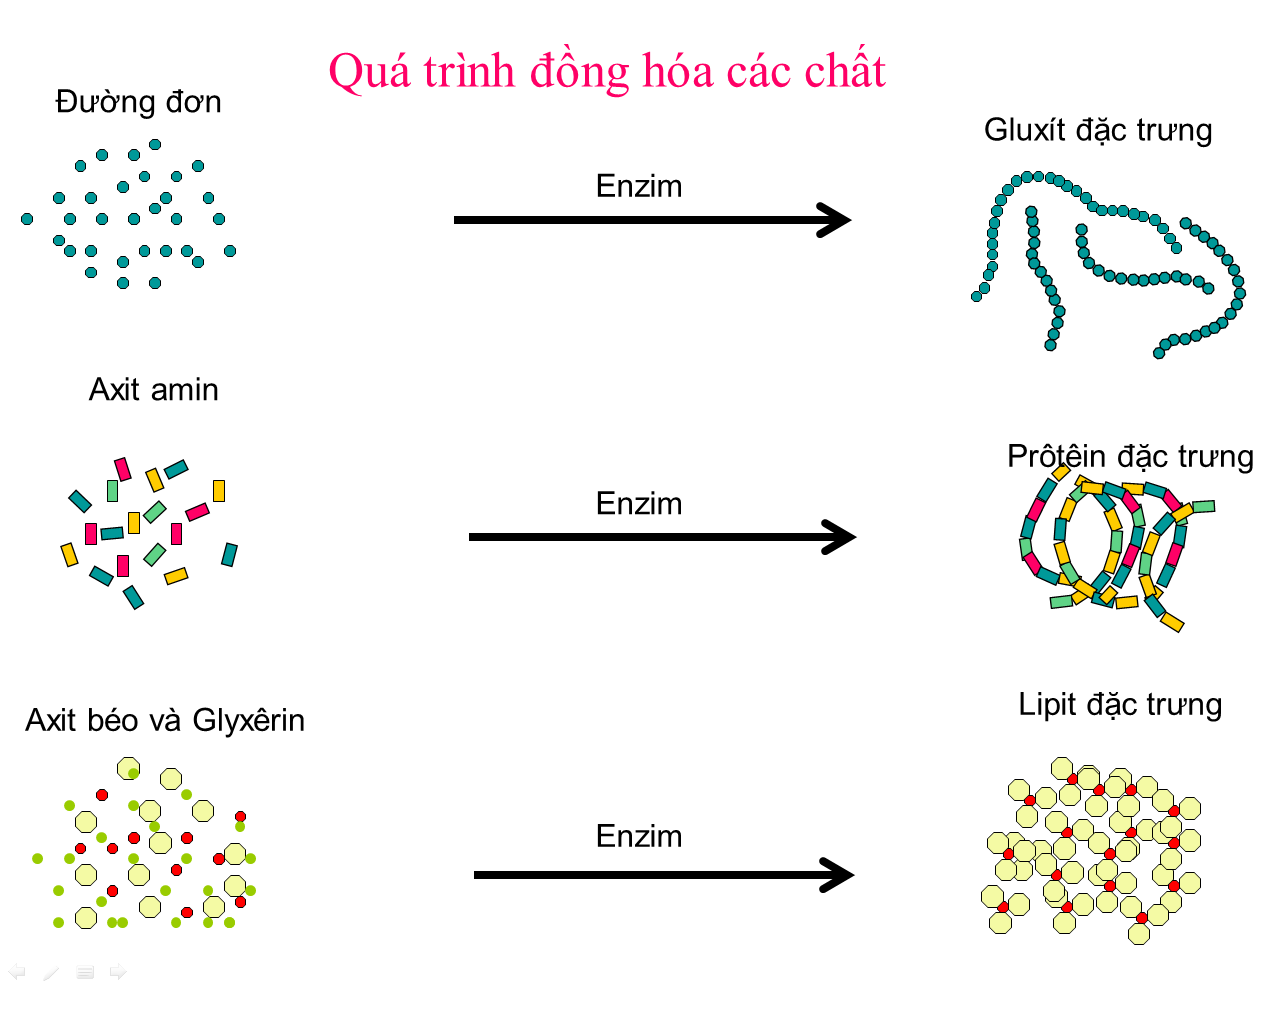 Quá trình đồng hóa các chất
Đường đơn
Enzim
Gluxít đặc trưng
Axit amin
Enzim
Prôtêin đặc trưng
Axit béo và Glyxêrin
Enzim
Lipit đặc trưng